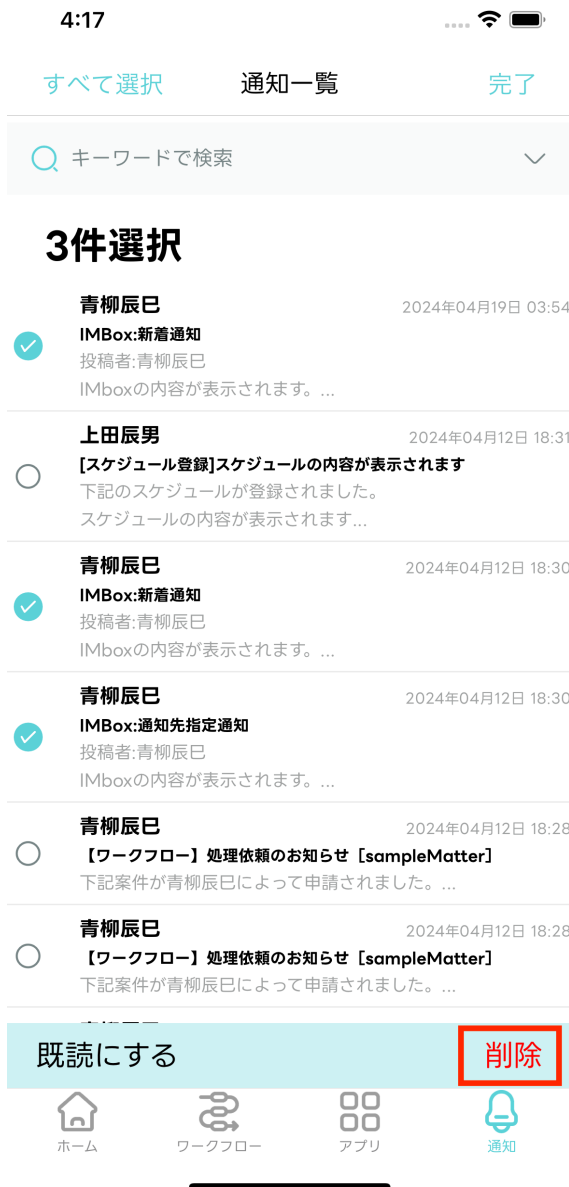 4:17
すべて選択 通知一覧 完了
キーワードで検索
3件選択
青柳辰巳 2024年04月19日 03:54
IMBox:新着通知
投稿者:青柳辰巳
IMboxの内容が表示されます。...
上田辰男 2024年04月12日 18:31
[スケジュール登録]スケジュールの内容が表示されます
下記のスケジュールが登録されました。
スケジュールの内容が表示されます...
青柳辰巳 2024年04月12日 18:30
IMBox:新着通知
投稿者:青柳辰巳
IMboxの内容が表示されます。...
青柳辰巳 2024年04月12日 18:30
IMBox:通知先指定通知
投稿者:青柳辰巳
IMboxの内容が表示されます。...
青柳辰巳 2024年04月12日 18:28
【ワークフロー】処理依頼のお知らせ［sampleMatter］
下記案件が青柳辰巳によって申請されました。...
青柳辰巳 2024年04月12日 18:28
【ワークフロー】処理依頼のお知らせ［sampleMatter］
下記案件が青柳辰巳によって申請されました。...
既読にする 削除
ホーム ワークフロー アプリ 通知